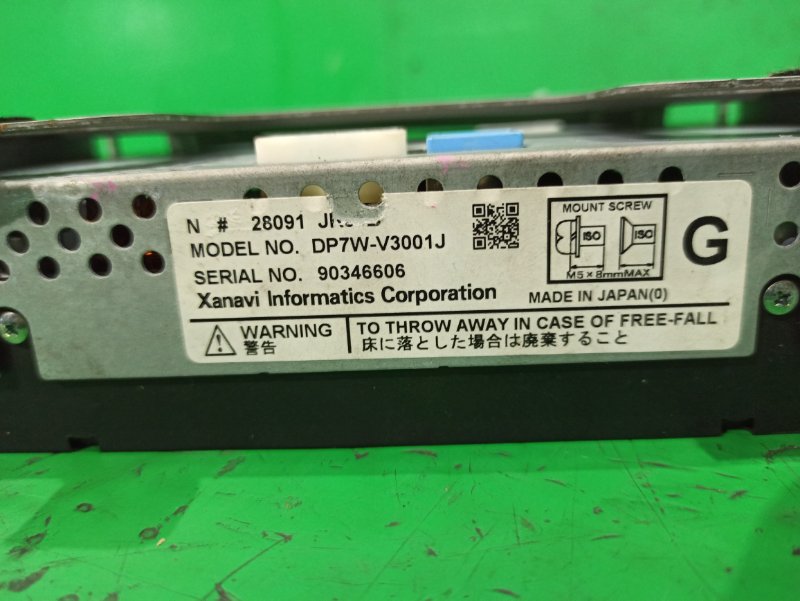 N # 28091
MODEL NO. DP7W-V3001J
SERIAL NO. 90346606
Xanavi Informatics Corporation
MOUNT SCREW
ISO ISO
M5×8mmMAX
MADE IN JAPAN(0)
G
WARNING
警告
TO THROW AWAY IN CASE OF FREE-FALL
床に落とした場合は廃棄すること